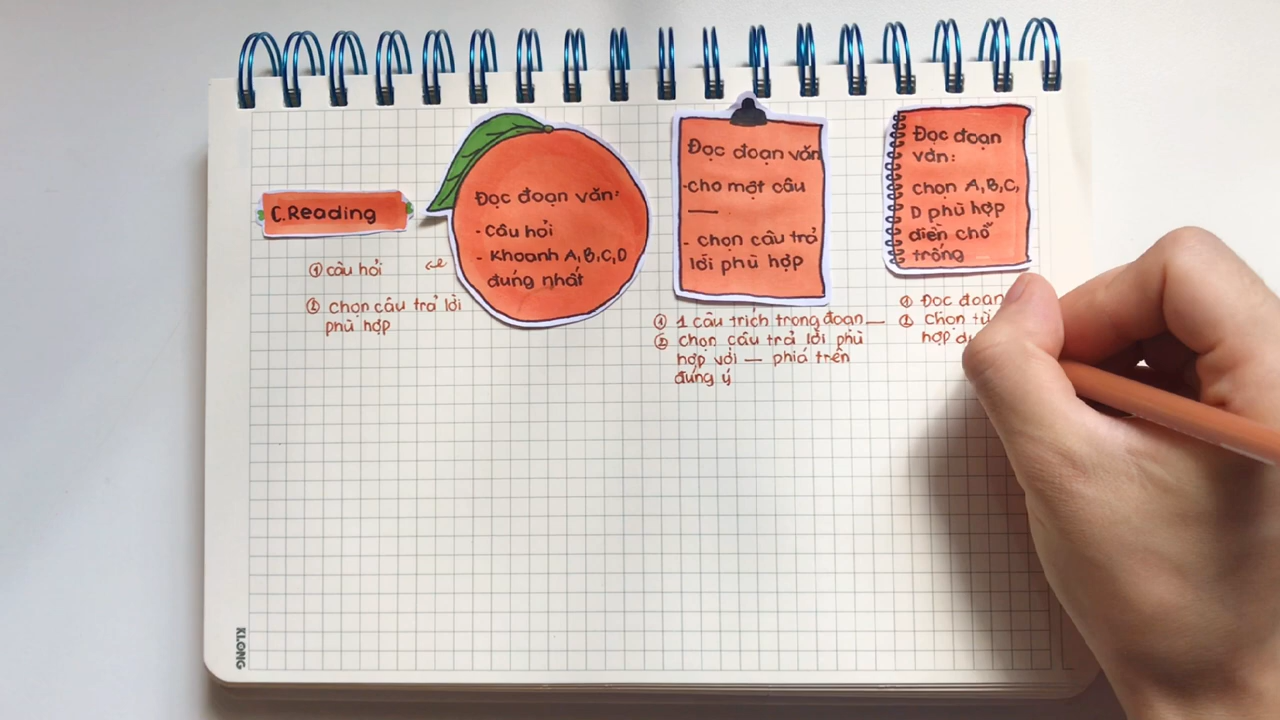 C.Reading
① câu hỏi
② chọn câu trả lời
phù hợp
Đọc đoạn văn:
- Câu hỏi
- Khoanh A,B,C,D
đúng nhất
Đọc đoạn văn
-cho một câu
—
- chọn câu trả
lời phù hợp
① 1 câu trích trong đoạn —
② chọn câu trả lời phù
hợp với — phiá trên
đứng ý
Đọc đoạn
văn:
chọn A,B,C,
D phù hợp
điền chỗ
trống
① Đọc đoạn
② chọn từ
hợp
KLONG